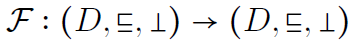 ℱ : (D, ⊑, ⊥) → (D, ⊑, ⊥)